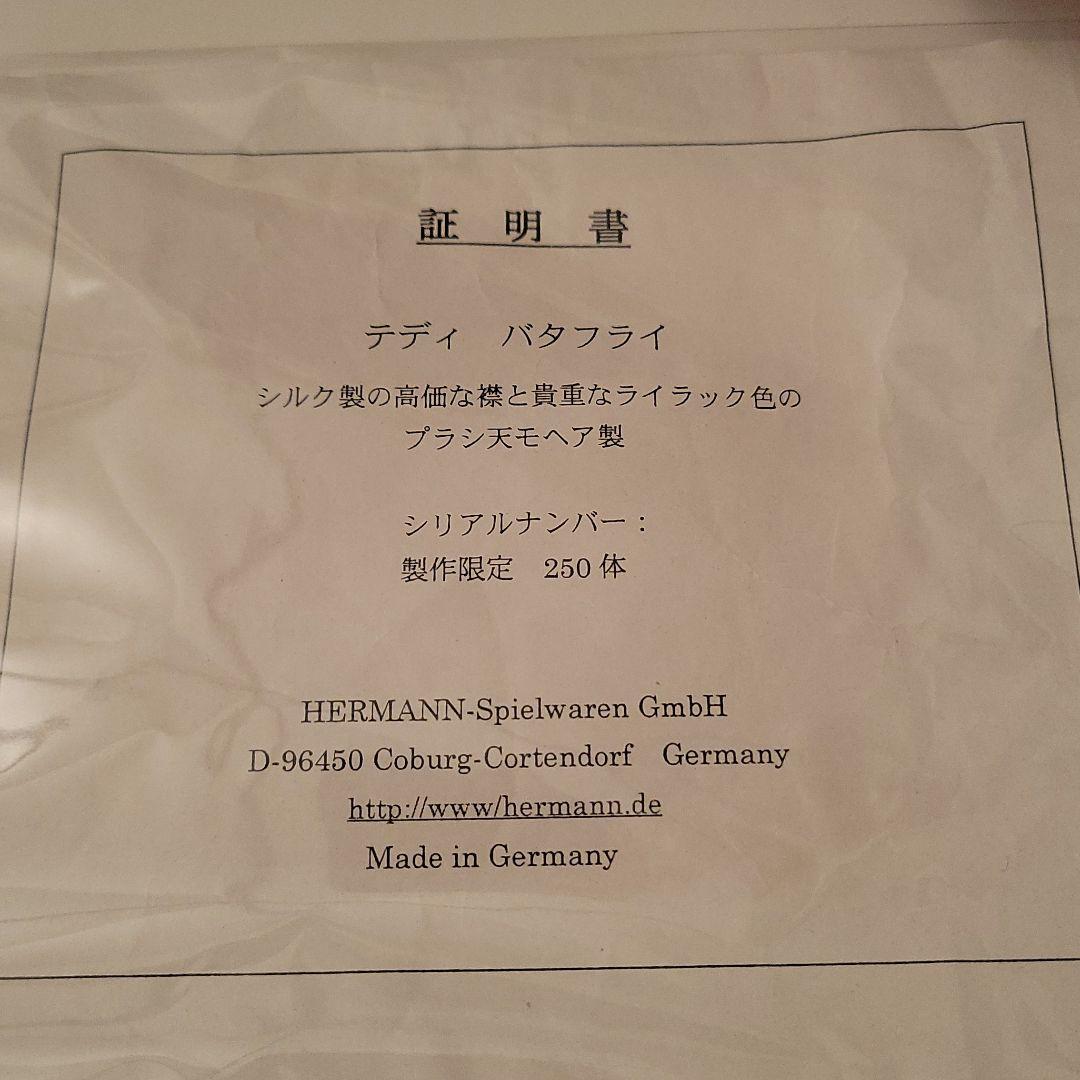 証　明　書
テディ　バタフライ
シルク製の高価な襟と貴重なライラック色の
プラシ天モヘア製
シリアルナンバー：
製作限定　250 体
HERMANN-Spielwaren GmbH
D-96450 Coburg-Cortendorf　Germany
http://www/hermann.de
Made in Germany